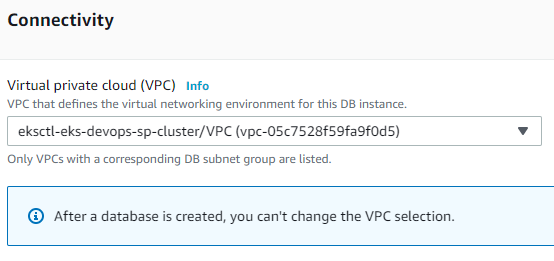 Connectivity
Virtual private cloud (VPC) Info
VPC that defines the virtual networking environment for this DB instance.
eksctl-eks-devops-sp-cluster/VPC (vpc-05c7528f59fa9f0d5)
Only VPCs with a corresponding DB subnet group are listed.
After a database is created, you can't change the VPC selection.